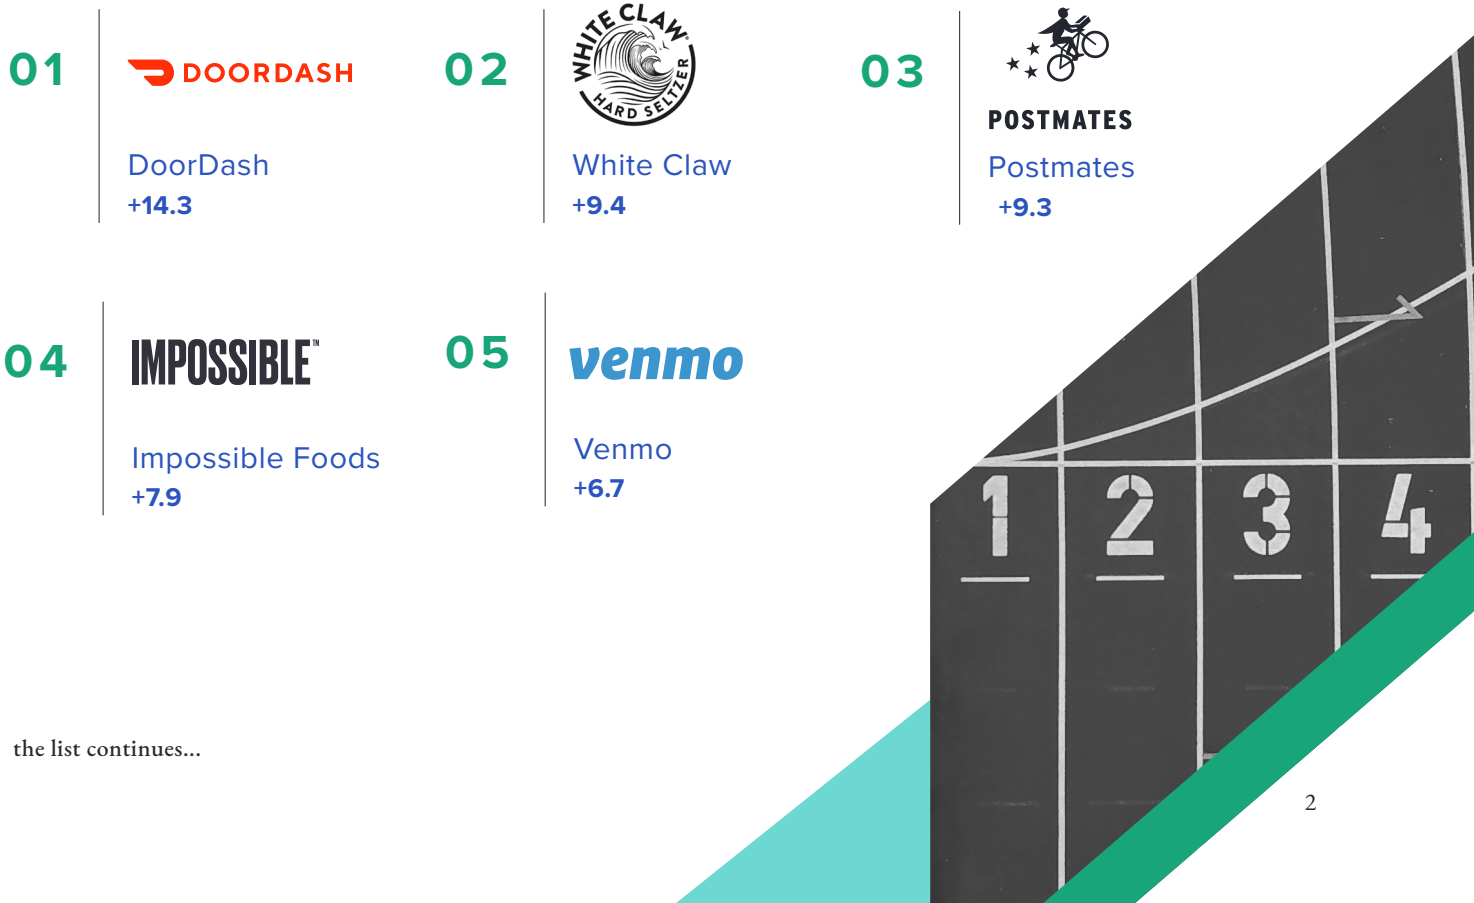 01
DOORDASH
DoorDash
+14.3
02
WHITE CLAW
HARD SELTZER
White Claw
+9.4
03
POSTMATES
Postmates
+9.3
04
IMPOSSIBLE™
Impossible Foods
+7.9
05
venmo
Venmo
+6.7
1 2 3 4
the list continues...
2